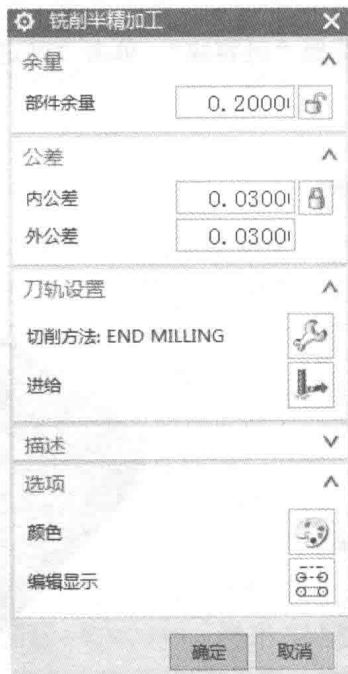 铣削半精加工
余量
部件余量 0.2000
公差
内公差 0.0300
外公差 0.0300
刀轨设置
切削方法: END MILLING
进给
描述
选项
颜色
编辑显示
确定 取消